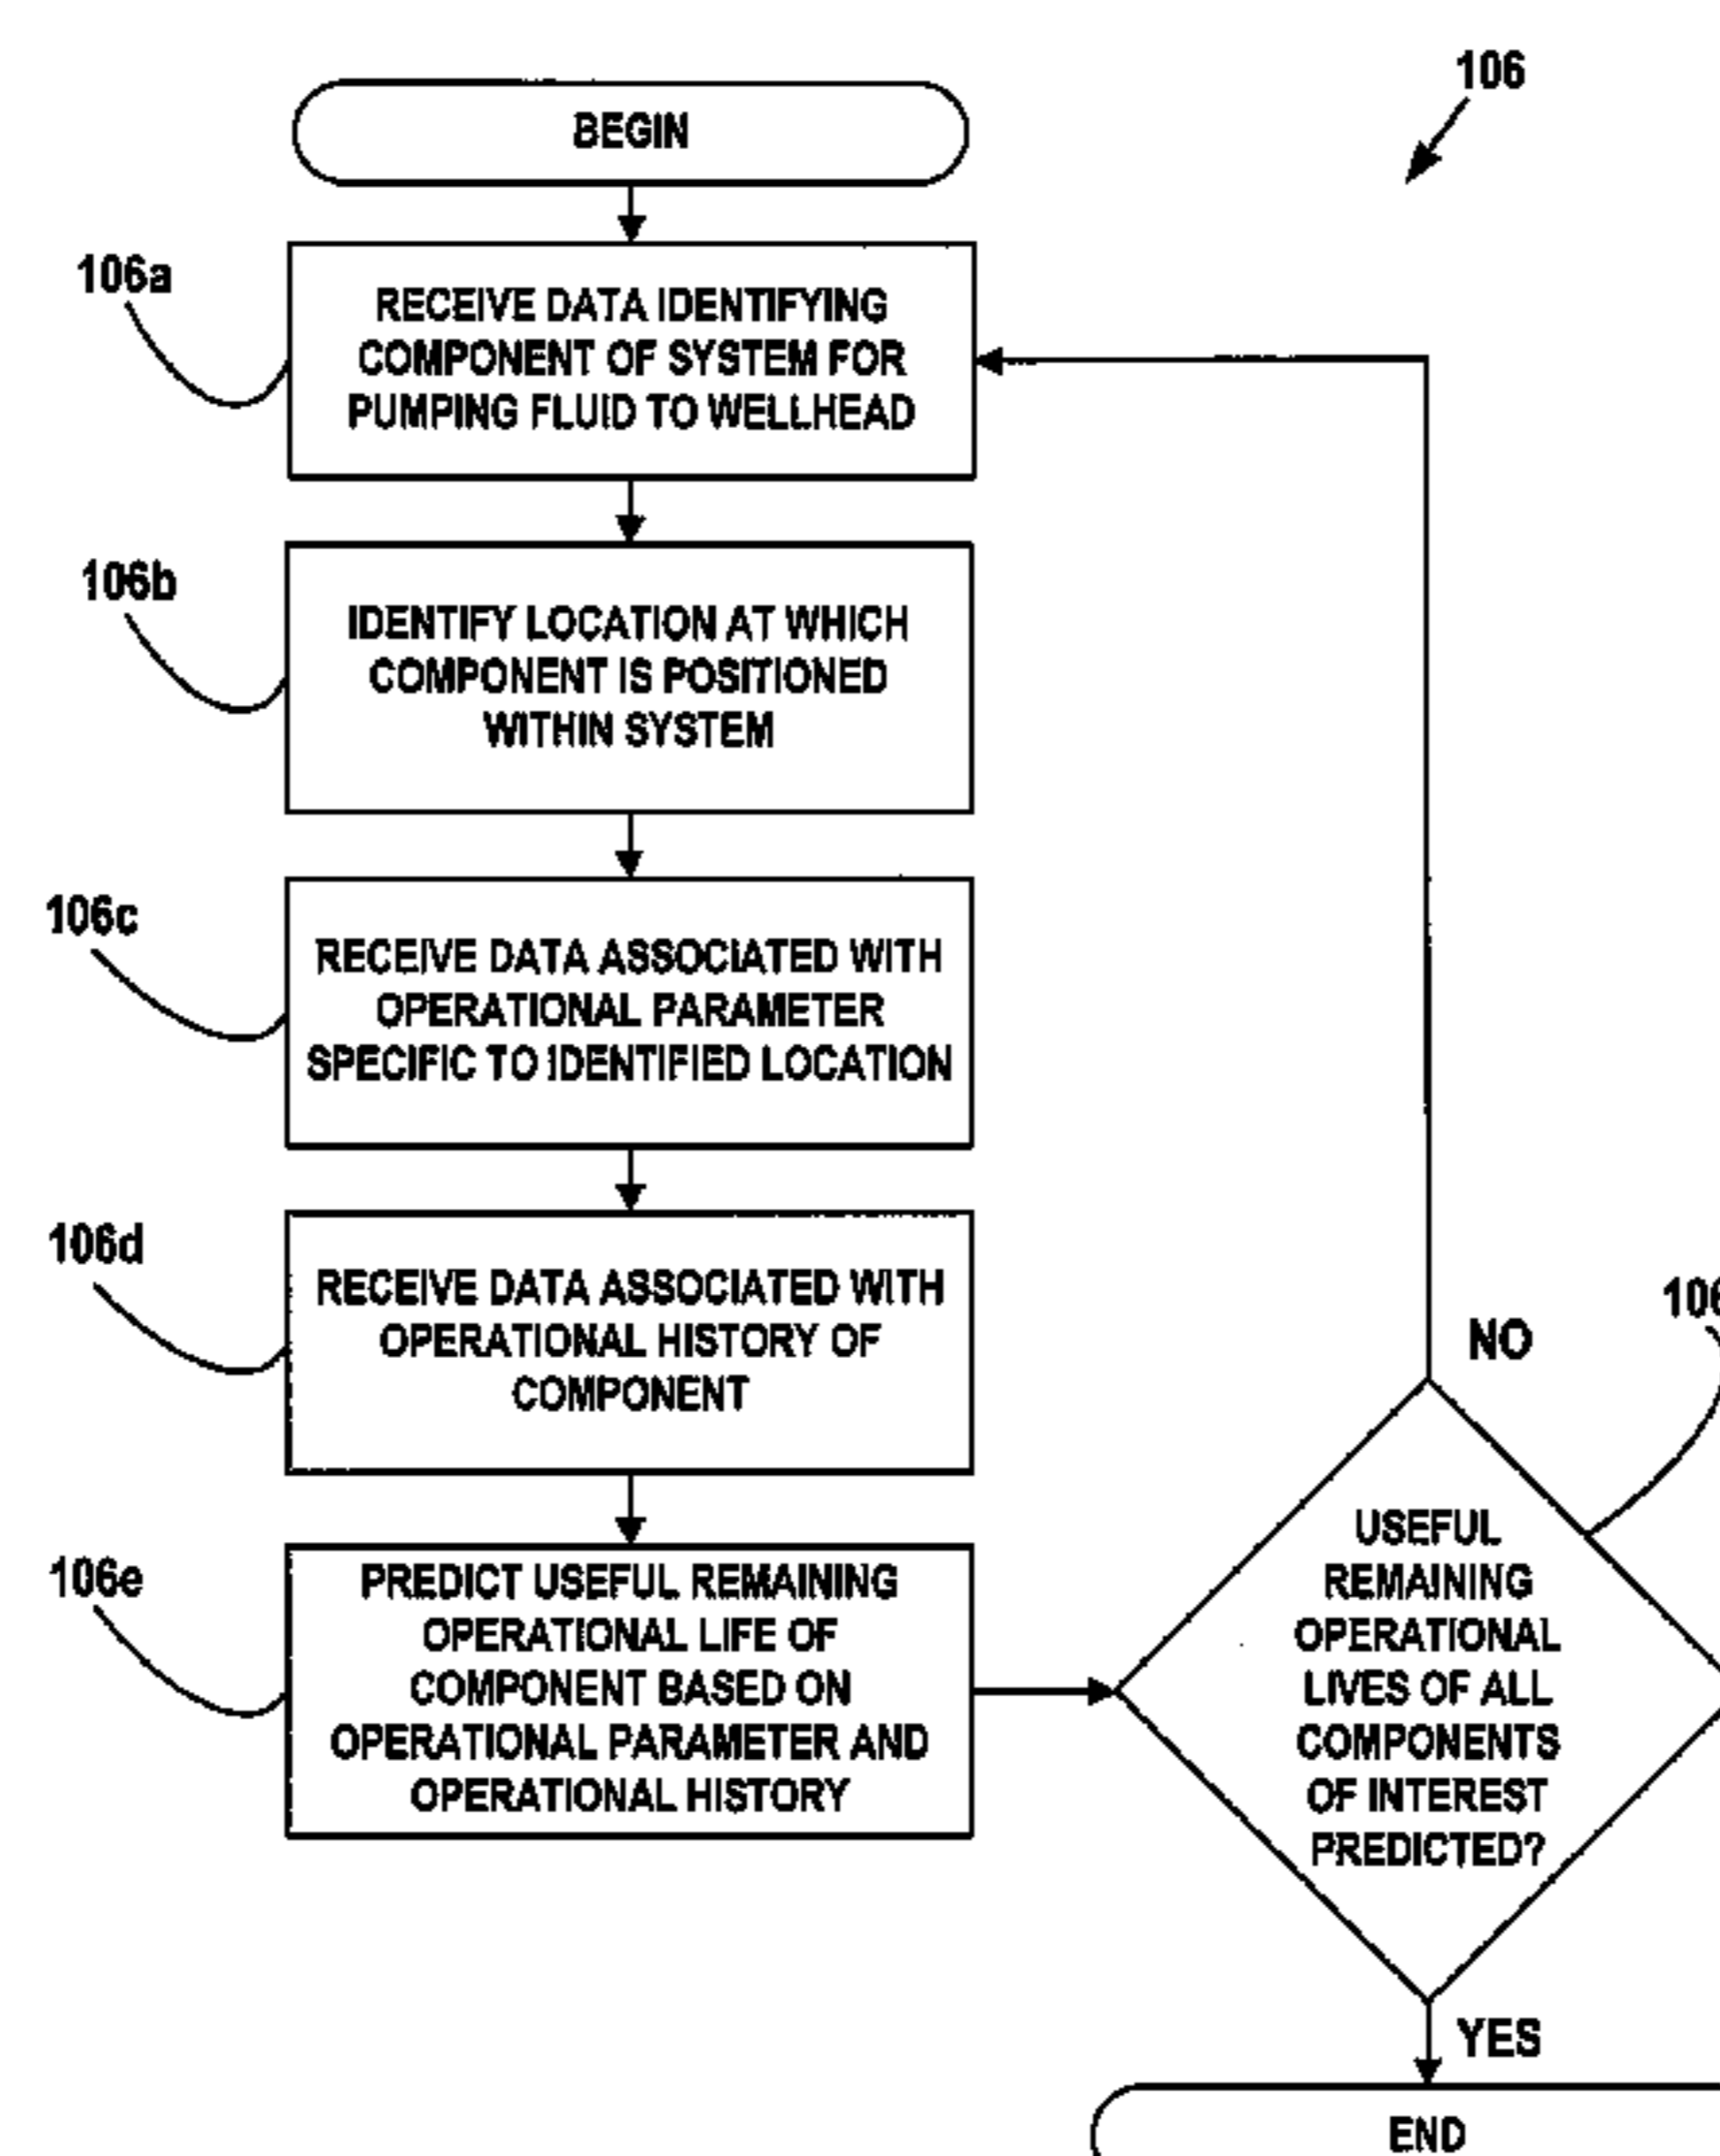 106
BEGIN
106a
RECEIVE DATA IDENTIFYING
COMPONENT OF SYSTEM FOR
PUMPING FLUID TO WELLHEAD
106b
IDENTIFY LOCATION AT WHICH
COMPONENT IS POSITIONED
WITHIN SYSTEM
106c
RECEIVE DATA ASSOCIATED WITH
OPERATIONAL PARAMETER
SPECIFIC TO IDENTIFIED LOCATION
106d
RECEIVE DATA ASSOCIATED WITH
OPERATIONAL HISTORY OF
COMPONENT
106e
PREDICT USEFUL REMAINING
OPERATIONAL LIFE OF
COMPONENT BASED ON
OPERATIONAL PARAMETER AND
OPERATIONAL HISTORY
NO
USEFUL
REMAINING
OPERATIONAL
LIVES OF ALL
COMPONENTS
OF INTEREST
PREDICTED?
YES
END